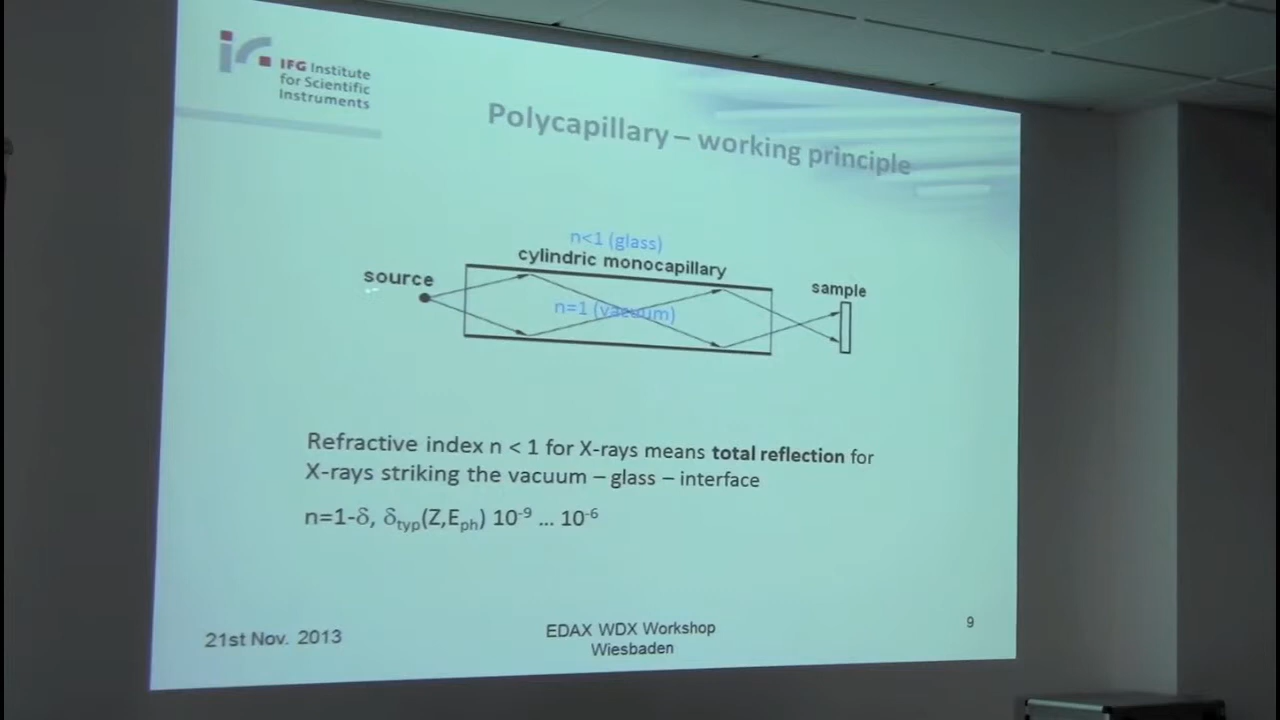 IFG Institute
for Scientific
Instruments
Polycapillary – working principle
n<1 (glass)
cylindric monocapillary
source
sample
n=1 (vacuum)
Refractive index n < 1 for X-rays means total reflection for
X-rays striking the vacuum – glass – interface
n=1-δ, δtyp(Z,Eph) 10-9 ... 10-6
21st Nov. 2013
EDAX WDX Workshop
Wiesbaden
9